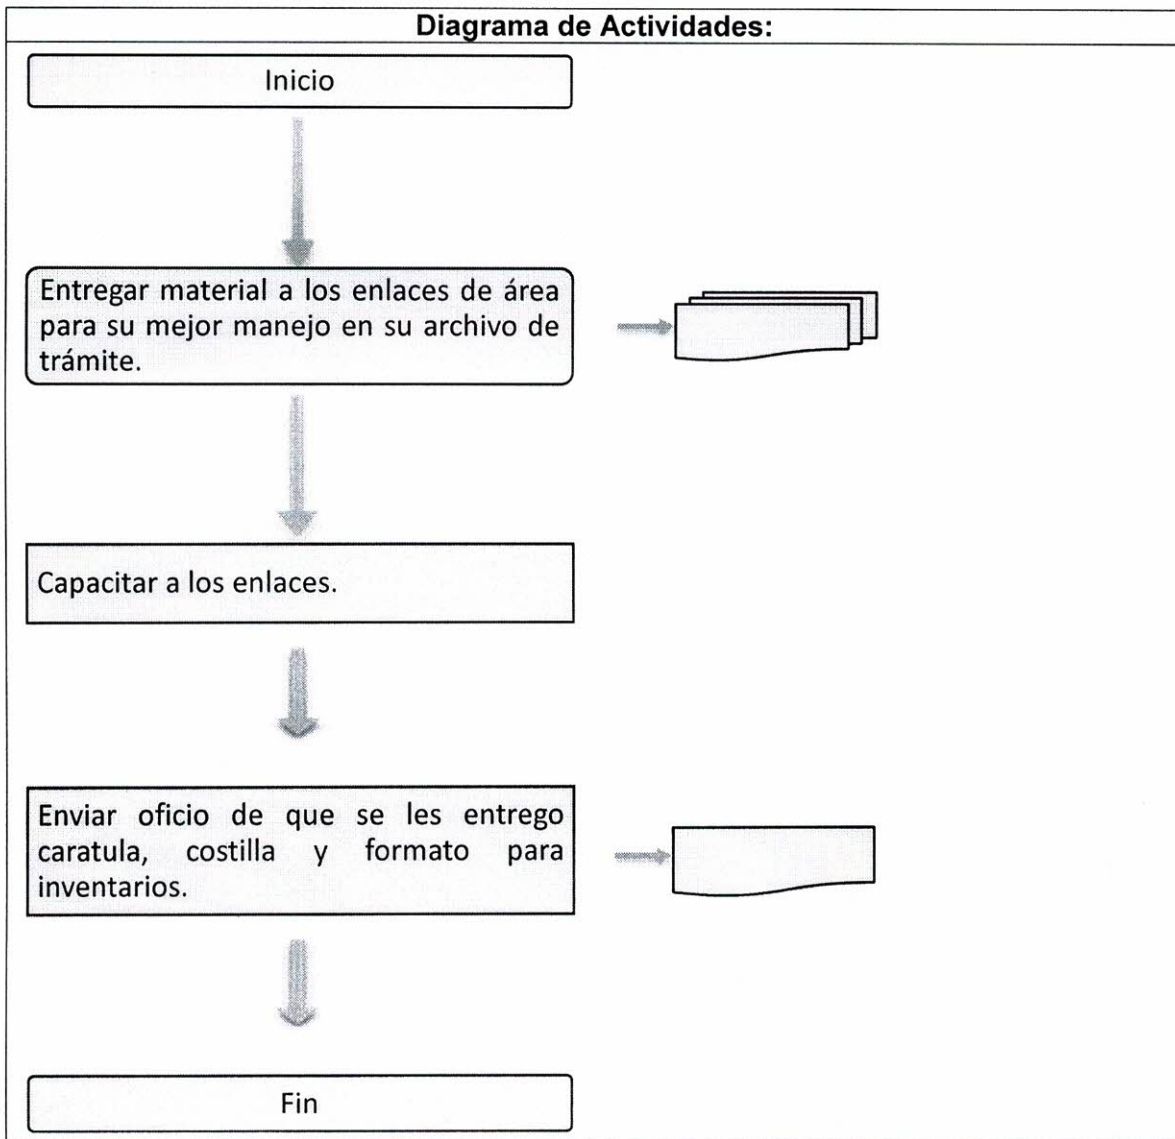 Diagrama de Actividades:
Inicio
Entregar material a los enlaces de área
para su mejor manejo en su archivo de
trámite.
Capacitar a los enlaces.
Enviar oficio de que se les entrego
caratula, costilla y formato para
inventarios.
Fin